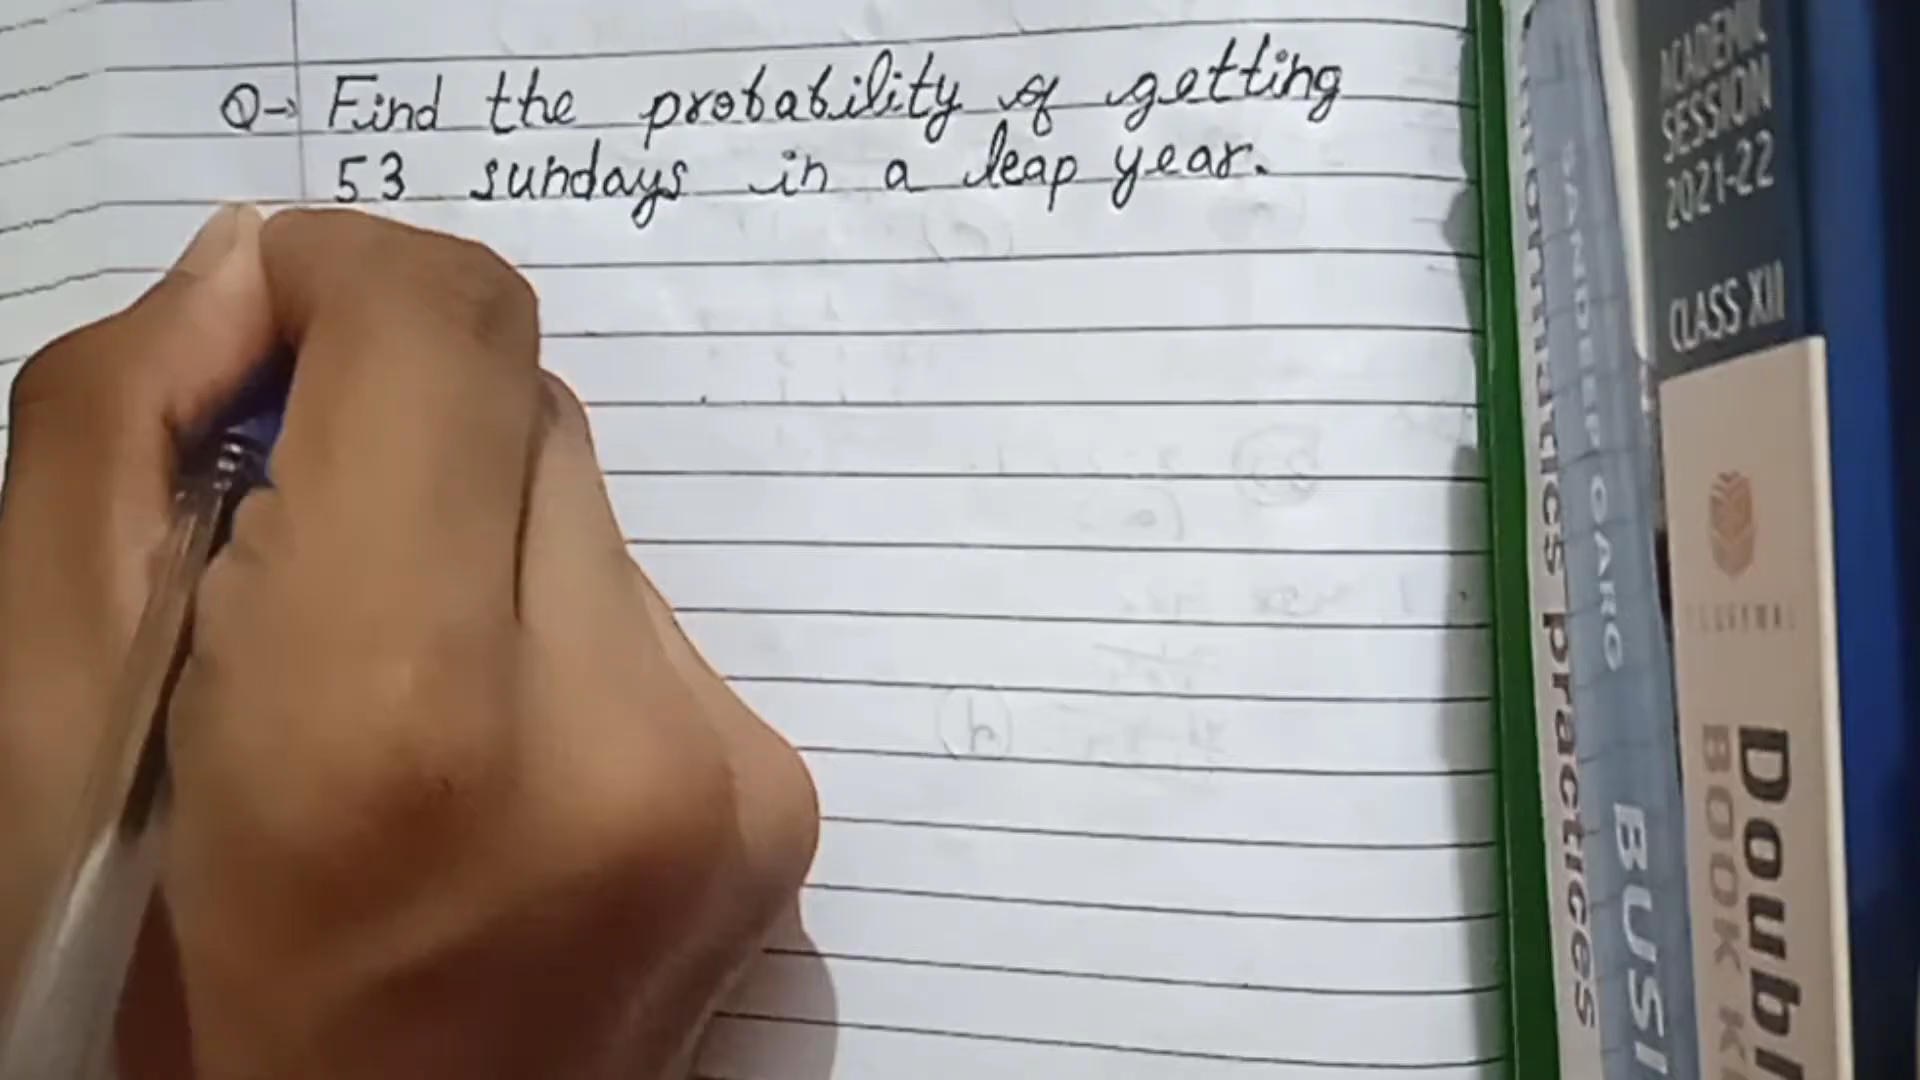 Q→ Find the probability of getting
53 sundays in a leap year.
ACADEMIC
SESSION
2021-22
CLASS XII
SANDEEP GARG
practices
BUSI
Doubl
BOOK K